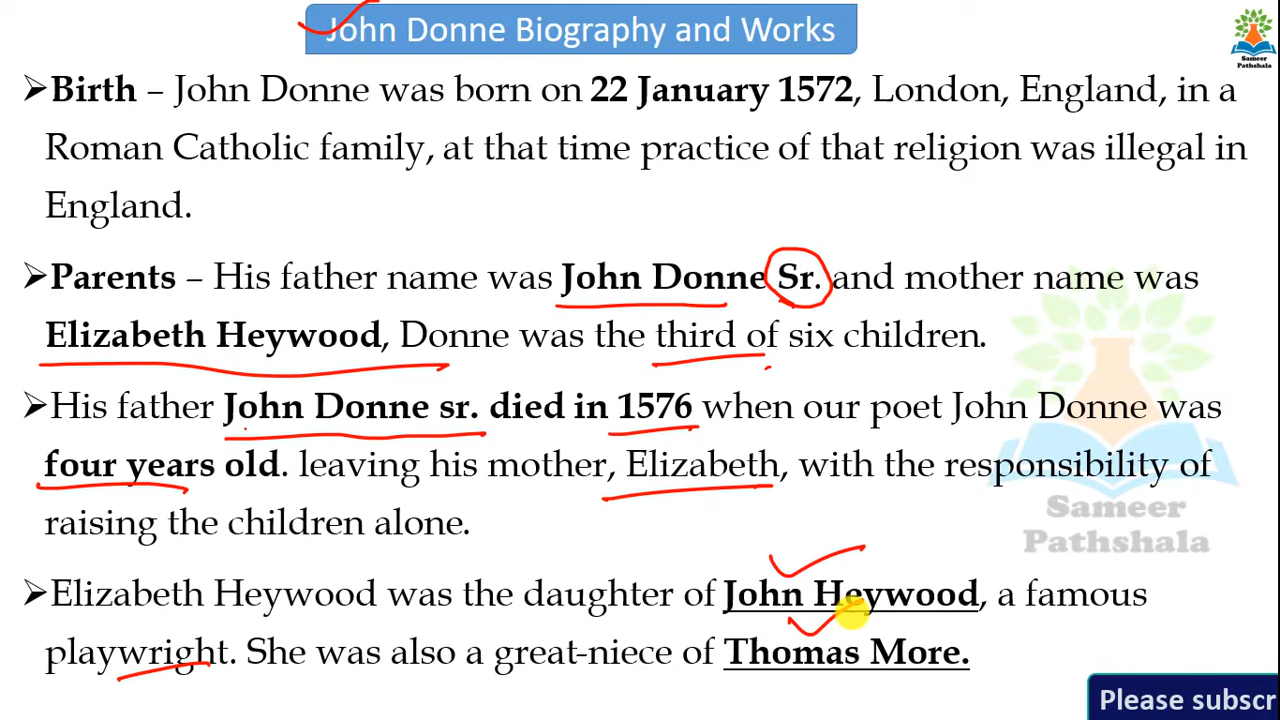 John Donne Biography and Works
Sameer
Pathshala
➢Birth – John Donne was born on 22 January 1572, London, England, in a
Roman Catholic family, at that time practice of that religion was illegal in
England.
➢Parents – His father name was John Donne Sr. and mother name was
Elizabeth Heywood, Donne was the third of six children.
➢His father John Donne sr. died in 1576 when our poet John Donne was
four years old. leaving his mother, Elizabeth, with the responsibility of
raising the children alone.
Sameer
Pathshala
➢Elizabeth Heywood was the daughter of John Heywood, a famous
playwright. She was also a great-niece of Thomas More.
Please subscr